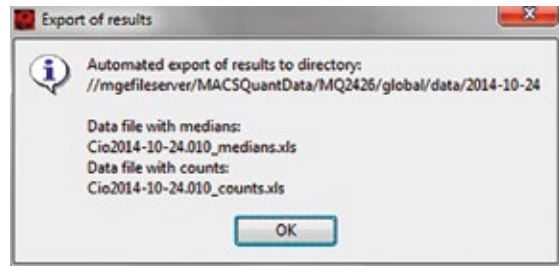 Export of results
Automated export of results to directory:
//mgefileserver/MACSQuantData/MQ2426/global/data/2014-10-24
Data file with medians:
Cio2014-10-24.010_medians.xls
Data file with counts:
Cio2014-10-24.010_counts.xls
OK